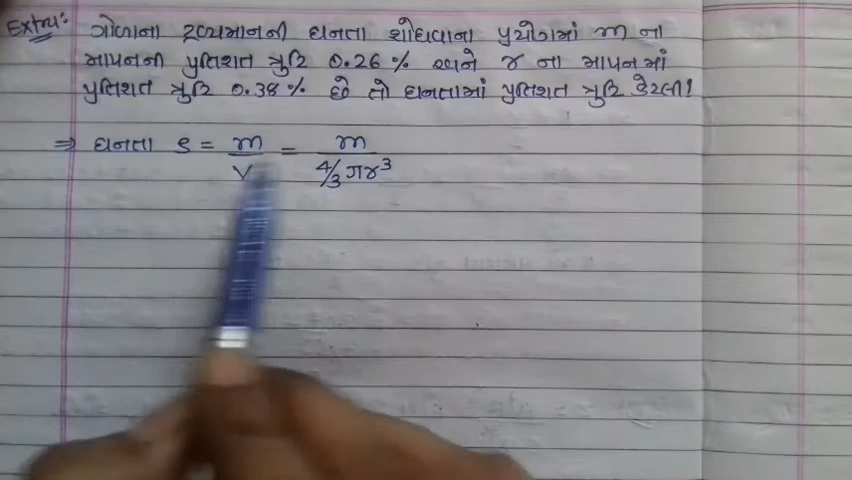 Extra:- ગોળાના દ્રવ્યમાનની ઘનતા શોધવાના પ્રયોગમાં m ના
માપનની પ્રતિશત ત્રુટિ 0.26 % અને r ના માપનમાં
પ્રતિશત ત્રુટિ 0.38 % છે તો ઘનતામાં પ્રતિશત ત્રુટિ કેટલી?
⇒ ઘનતા ρ = m/V = m/(4/3 πr³)